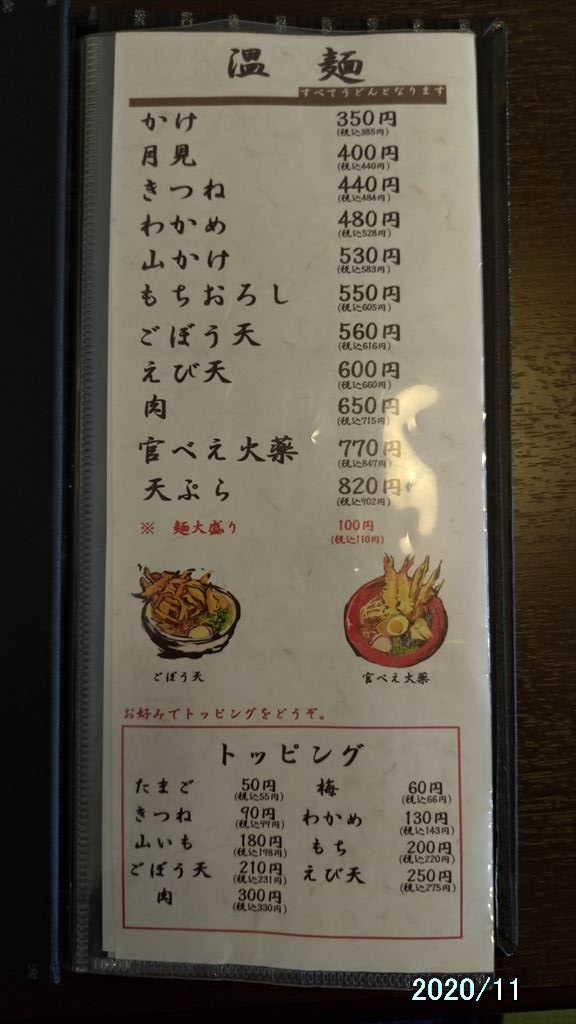 温麺
すべてうどんとなります
かけ 350円
(税込385円)
月見 400円
(税込440円)
きつね 440円
(税込484円)
わかめ 480円
(税込528円)
山かけ 530円
(税込583円)
もちおろし 550円
(税込605円)
ごぼう天 560円
(税込616円)
えび天 600円
(税込660円)
肉 650円
(税込715円)
官べえ火薬 770円
(税込847円)
天ぷら 820円
(税込902円)
※ 麺大盛り 100円
(税込110円)
ごぼう天 官べえ火薬
お好みでトッピングをどうぞ。
トッピング
たまご 50円 梅 60円
(税込55円) (税込66円)
きつね 90円 わかめ 130円
(税込99円) (税込143円)
山いも 180円 もち 200円
(税込198円) (税込220円)
ごぼう天 210円 えび天 250円
(税込231円) (税込275円)
肉 300円
(税込330円)
2020/11